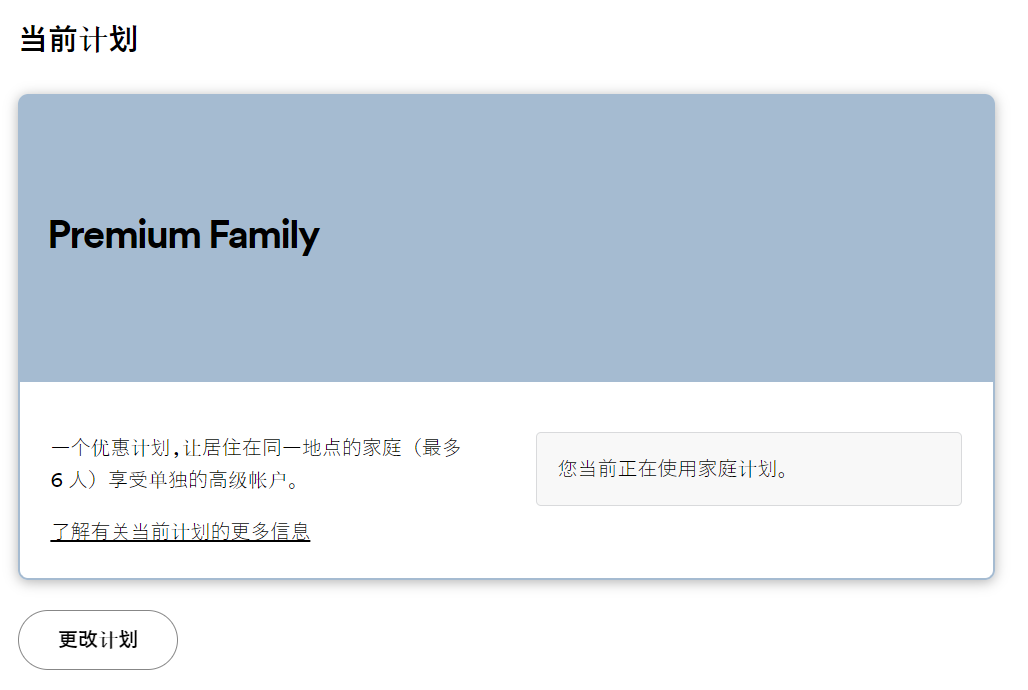 当前计划
Premium Family
一个优惠计划,让居住在同一地点的家庭（最多
6 人）享受单独的高级帐户。
您当前正在使用家庭计划。
了解有关当前计划的更多信息
更改计划